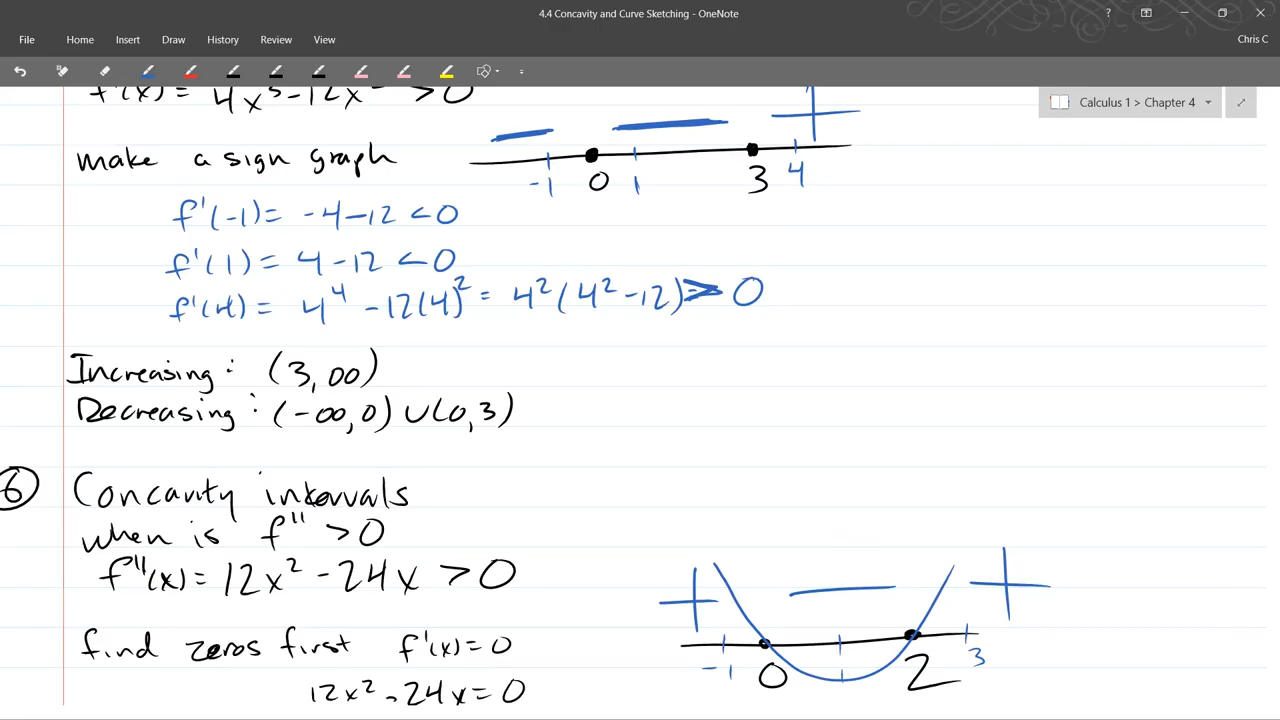 4.4 Concavity and Curve Sketching - OneNote
File Home Insert Draw History Review View
Chris C
Calculus 1 > Chapter 4
f'(x) = 4x³-12x² >0
make a sign graph
-1 0 1 3 4
f'(-1) = -4-12 <0
f'(1) = 4-12 <0
f'(4) = 4⁴ -12(4)² = 4²(4²-12) > 0
Increasing: (3,∞)
Decreasing: (-∞,0) ∪(0,3)
6 Concavity intervals
when is f'' >0
f''(x) = 12x² -24x >0
find zeros first f'(x)=0
12x² -24x = 0
-1 0 2 3